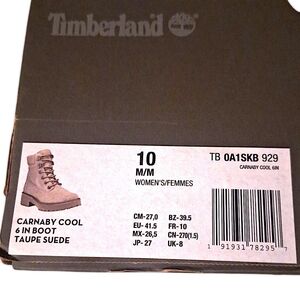 Timberland
10
M/M
WOMEN'S/FEMMES
TB 0A1SKB 929
CARNABY COOL 6IN
CARNABY COOL
6 IN BOOT
TAUPE SUEDE
CM-27,0 BZ-39.5
EU- 41.5 FR-10
MX-26,5 CN-270(1.5)
JP- 27 UK-8
1 91931 78295 7